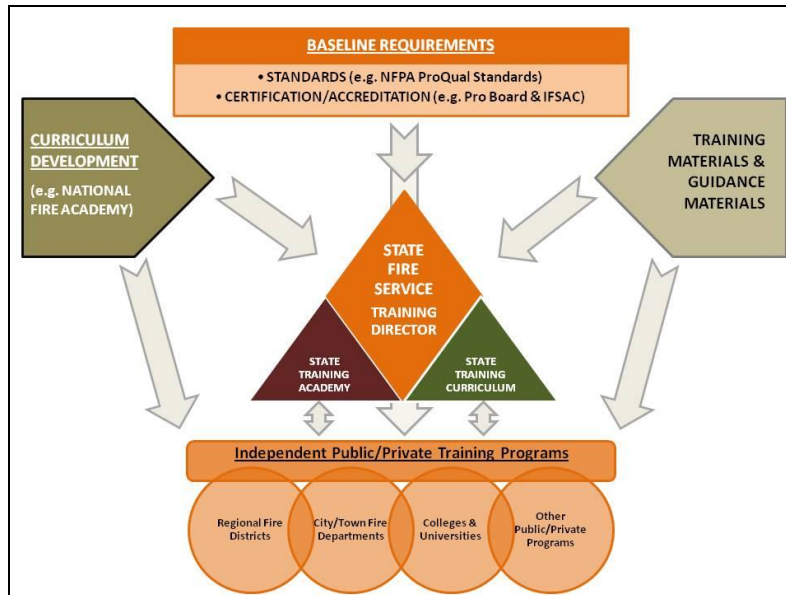 BASELINE REQUIREMENTS
• STANDARDS (e.g. NFPA ProQual Standards)
• CERTIFICATION/ACCREDITATION (e.g. Pro Board & IFSAC)
CURRICULUM
DEVELOPMENT
(e.g. NATIONAL
FIRE ACADEMY)
TRAINING
MATERIALS &
GUIDANCE
MATERIALS
STATE
FIRE
SERVICE
TRAINING
DIRECTOR
STATE
TRAINING
ACADEMY
STATE
TRAINING
CURRICULUM
Independent Public/Private Training Programs
Regional Fire
Districts
City/Town Fire
Departments
Colleges &
Universities
Other
Public/Private
Programs